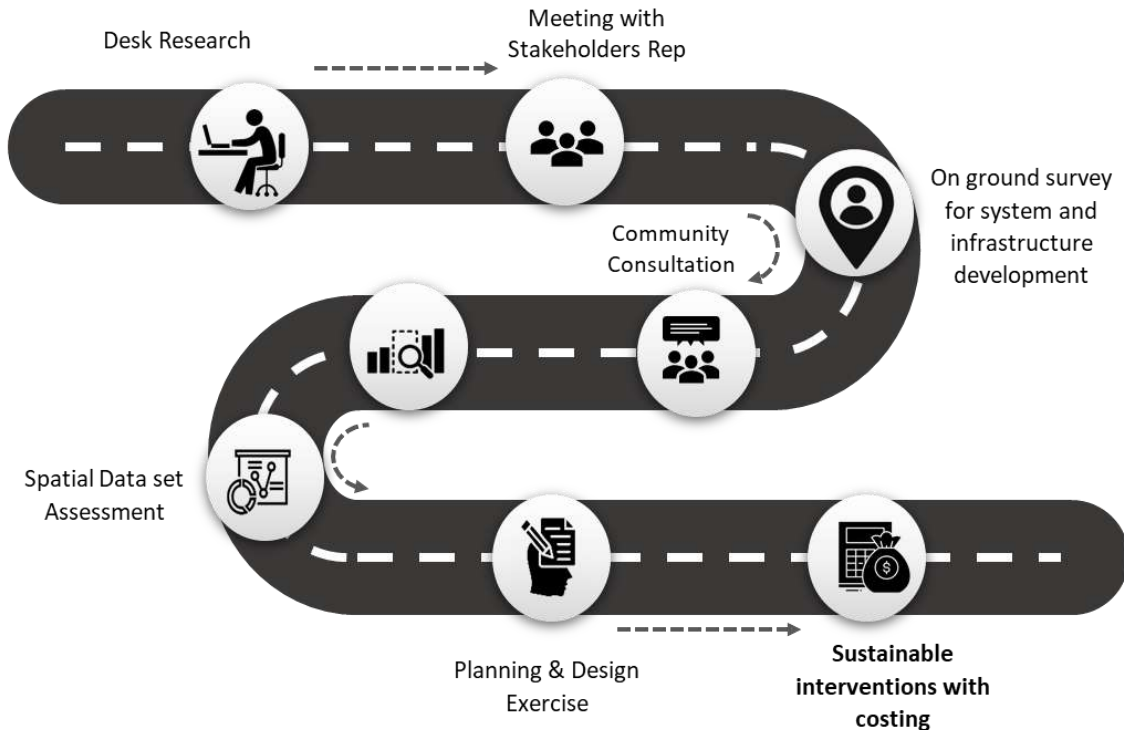 Desk Research
Meeting with
Stakeholders Rep
On ground survey
for system and
infrastructure
development
Community
Consultation
Spatial Data set
Assessment
$
Planning & Design
Exercise
Sustainable
interventions with
costing